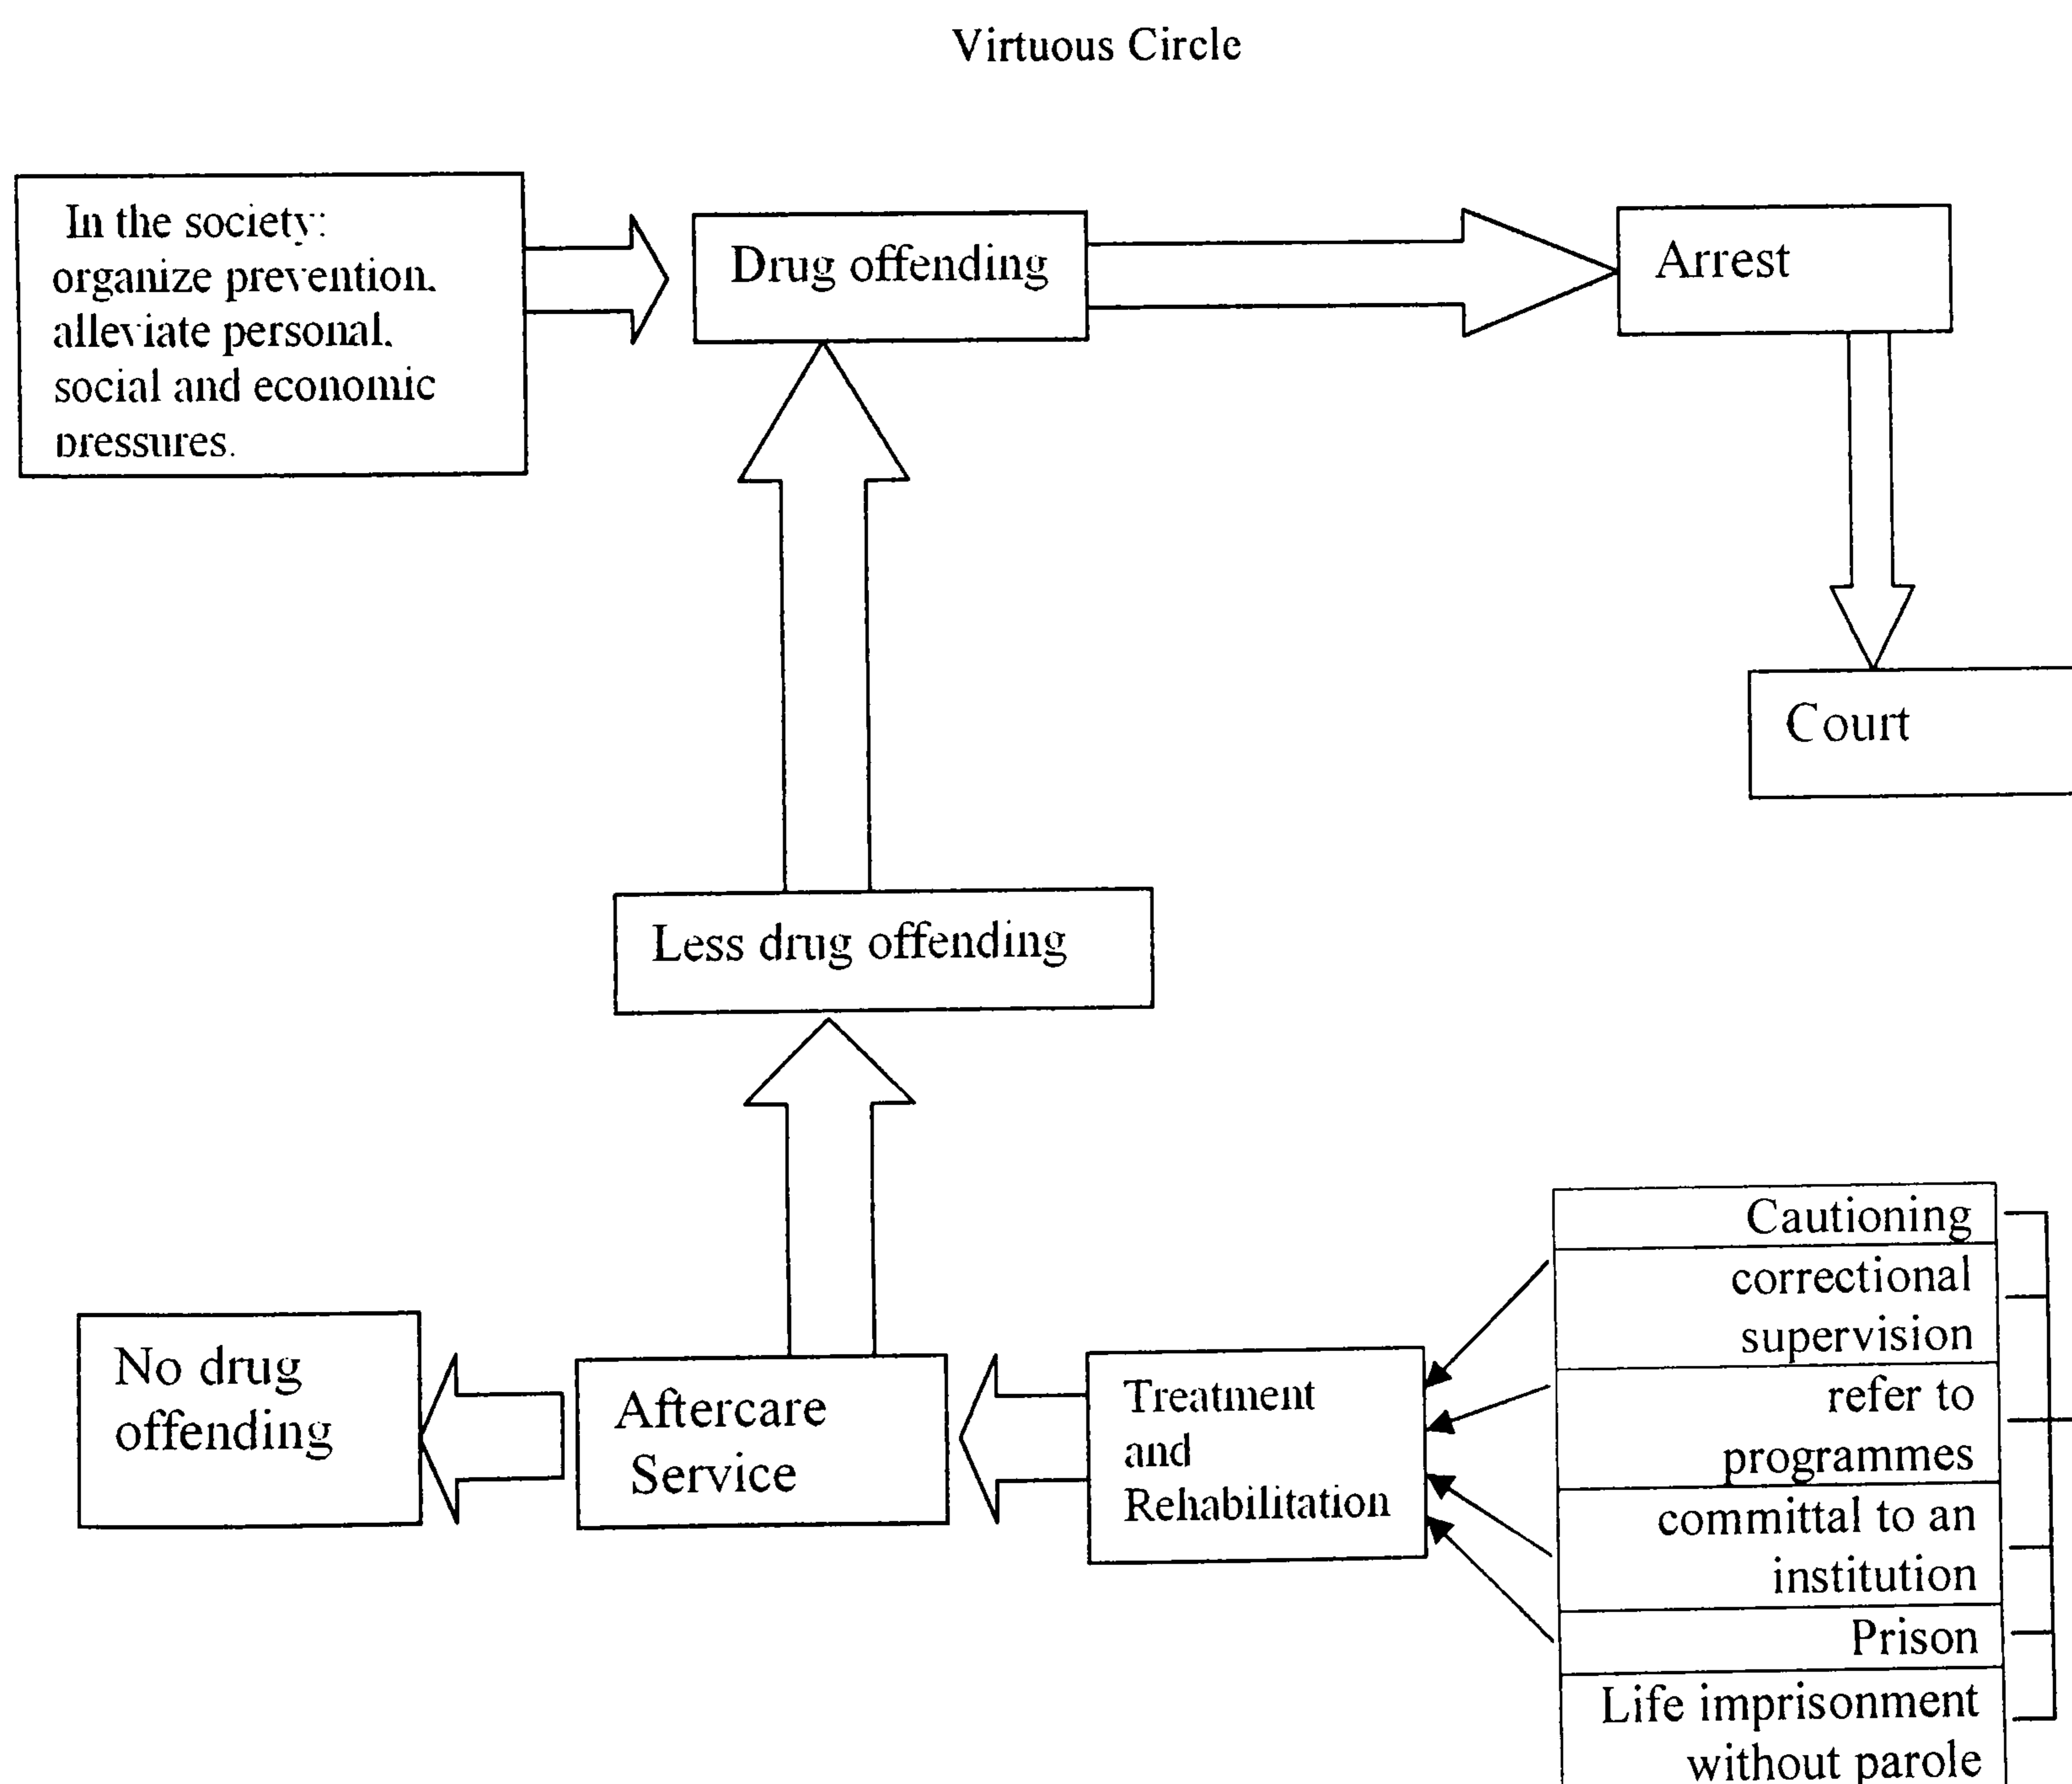 Virtuous Circle
In the society:
organize prevention.
alleviate personal.
social and economic
pressures.
Drug offending
Arrest
Court
Less drug offending
No drug
offending
Aftercare
Service
Treatment
and
Rehabilitation
Cautioning
correctional
supervision
refer to
programmes
committal to an
institution
Prison
Life imprisonment
without parole